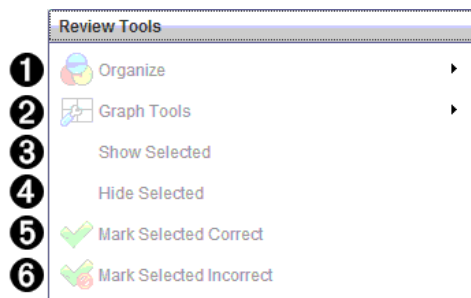 Review Tools
1 Organize
2 Graph Tools
3 Show Selected
4 Hide Selected
5 Mark Selected Correct
6 Mark Selected Incorrect